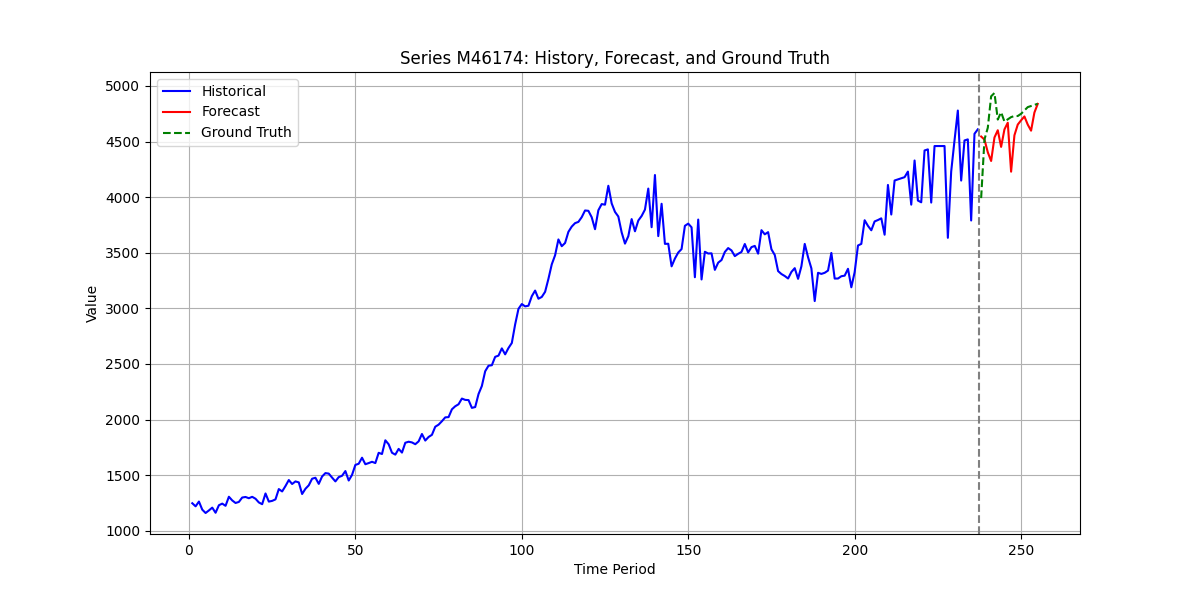 Series M46174: History, Forecast, and Ground Truth
Historical
Forecast
Ground Truth
5000
4500
4000
3500
3000
2500
2000
1500
1000
Value
0 50 100 150 200 250
Time Period